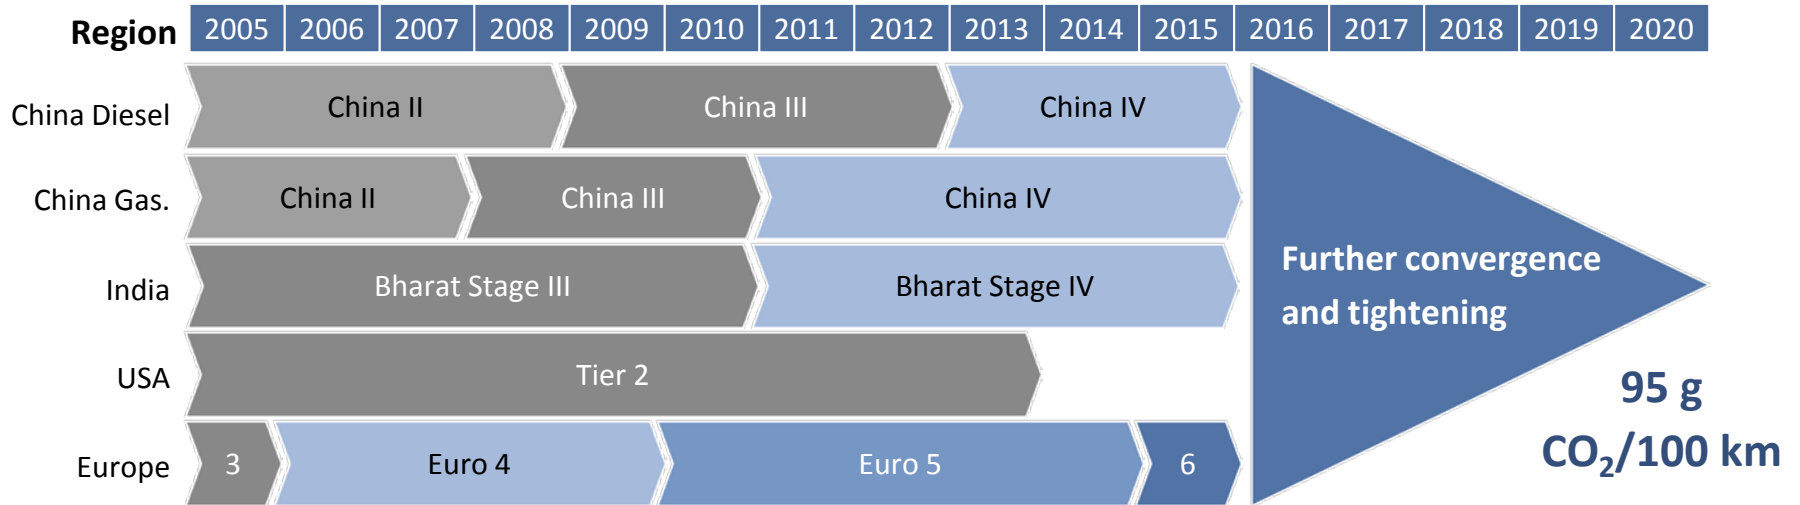 Region 2005 2006 2007 2008 2009 2010 2011 2012 2013 2014 2015 2016 2017 2018 2019 2020
China Diesel China II China III China IV
China Gas. China II China III China IV
India Bharat Stage III Bharat Stage IV
USA Tier 2
Europe 3 Euro 4 Euro 5 6
Further convergence
and tightening
95 g
CO₂/100 km